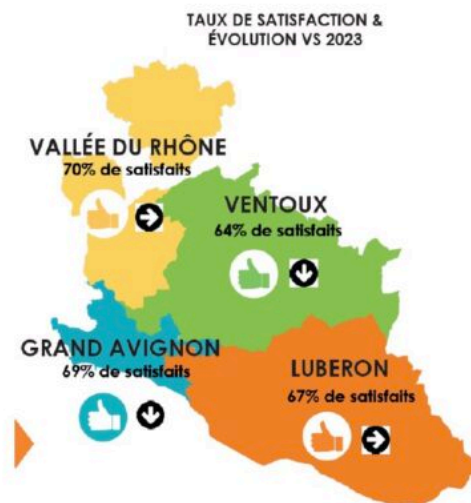 TAUX DE SATISFACTION &
ÉVOLUTION VS 2023
VALLÉE DU RHÔNE
70% de satisfaits
VENTOUX
64% de satisfaits
GRAND AVIGNON
69% de satisfaits
LUBERON
67% de satisfaits